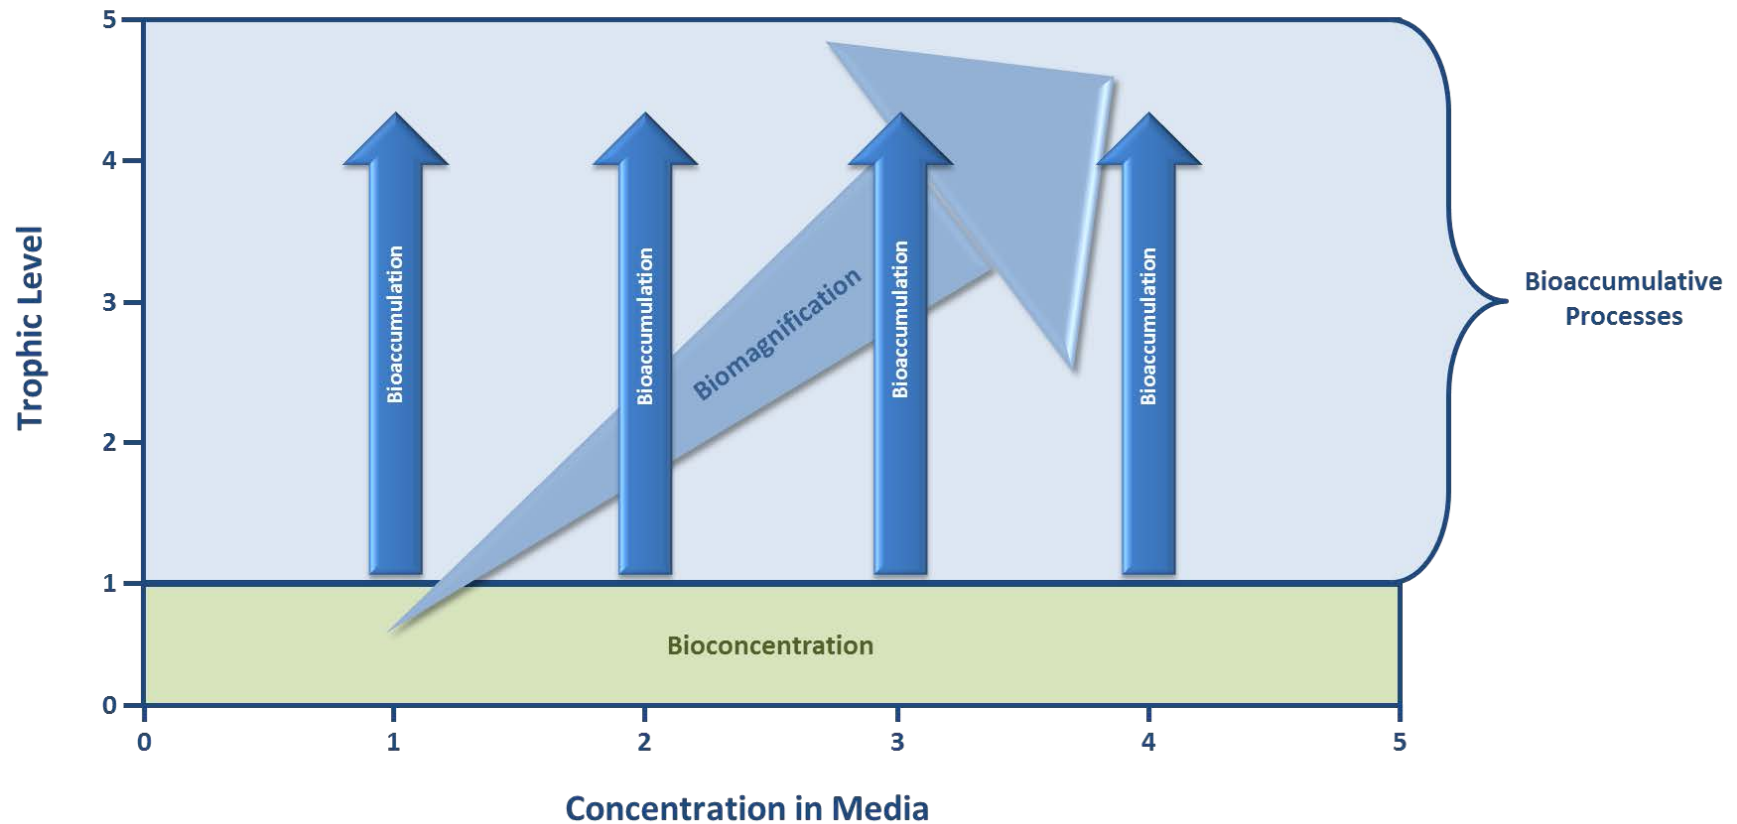 5
4
3
2
1
0
Trophic Level
Bioaccumulation
Bioaccumulation
Biomagnification
Bioaccumulation
Bioaccumulation
Bioaccumulative
Processes
Bioconcentration
0
1
2
3
4
5
Concentration in Media